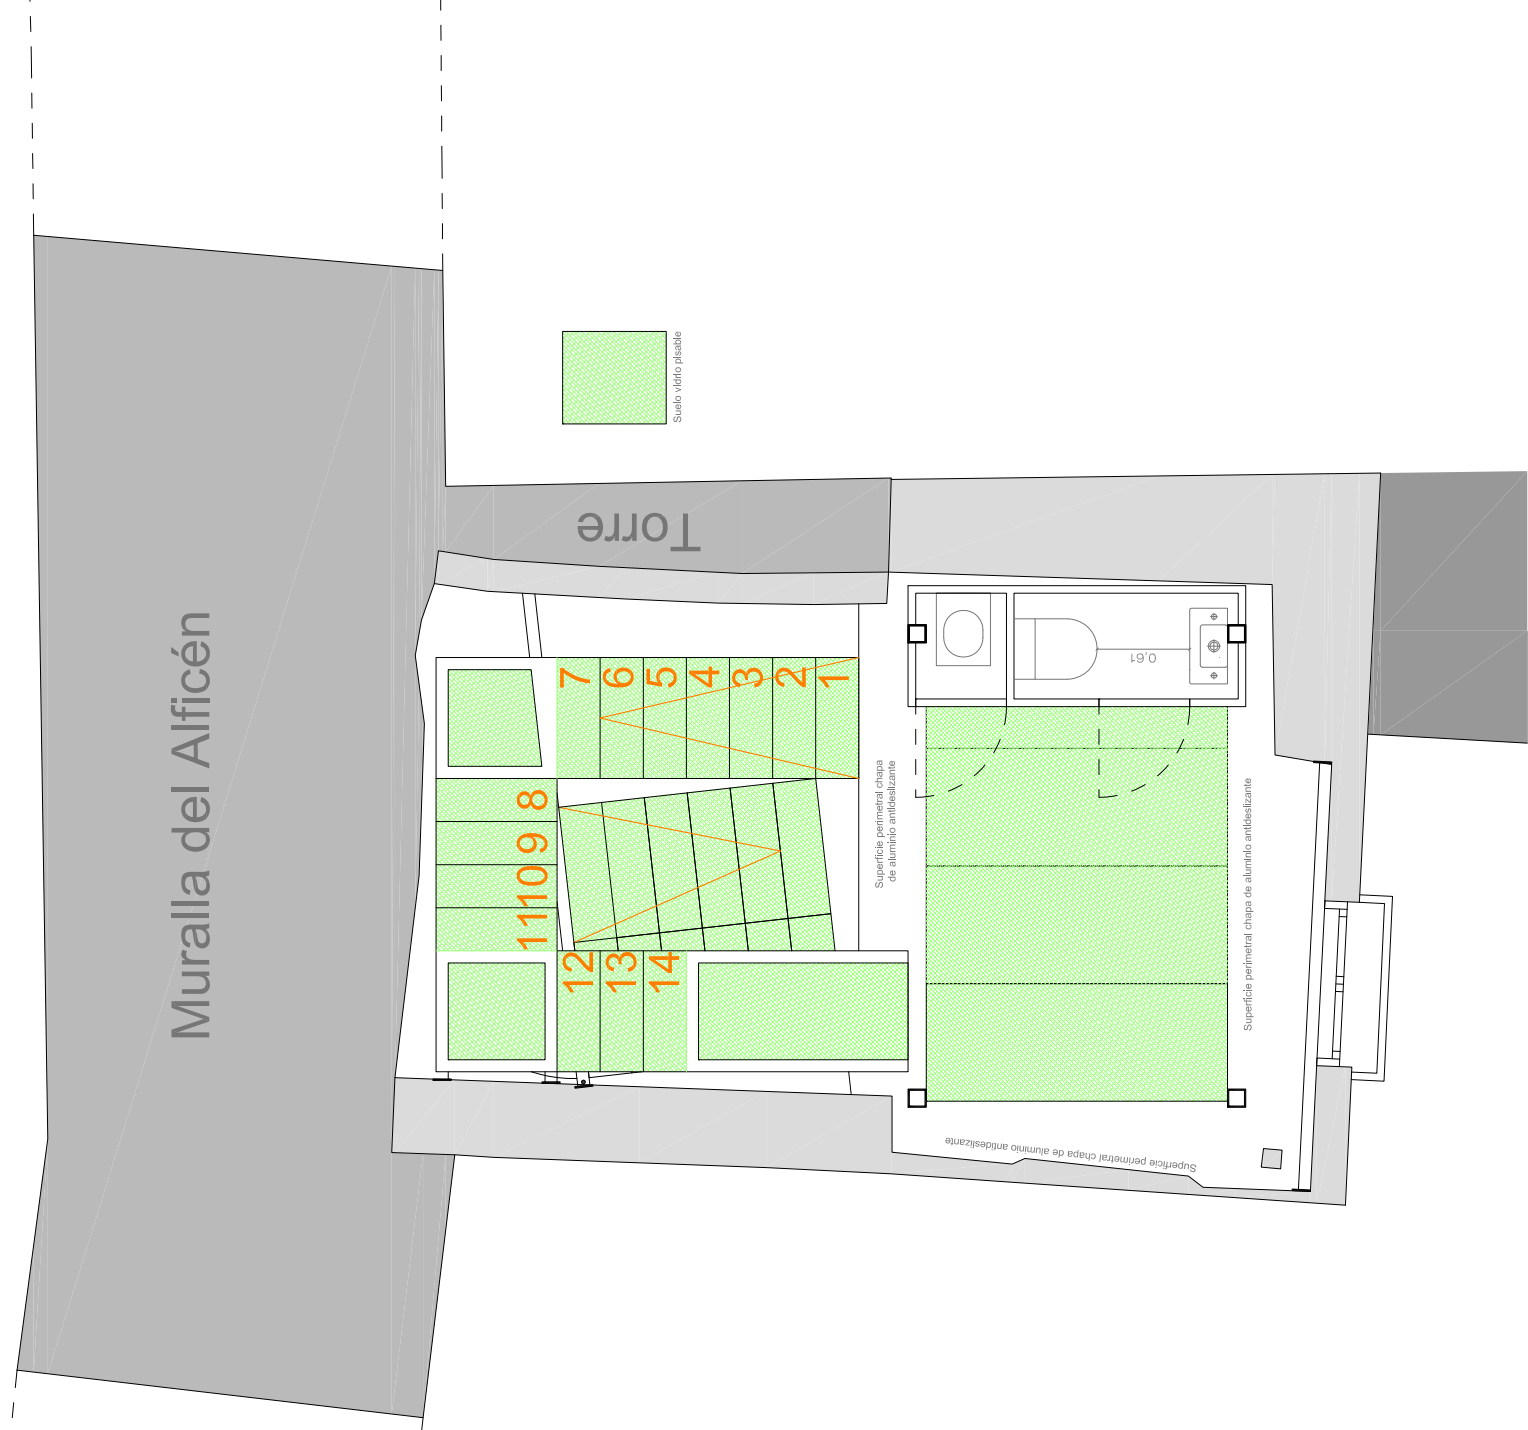 Muralla del Alficén
Suelo vidrio pisable
Torre
0,61
7
6
5
4
3
2
1
8
9
10
11
12
13
14
Superficie perimetral chapa
de aluminio antideslizante
Superficie perimetral chapa de aluminio antideslizante
Superficie perimetral chapa de aluminio antideslizante